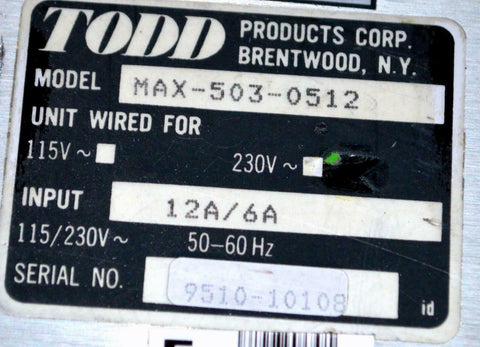 TODD PRODUCTS CORP.
BRENTWOOD, N.Y.
MODEL MAX-503-0512
UNIT WIRED FOR
115V~ 230V~
INPUT 12A/6A
115/230V~ 50-60 Hz
SERIAL NO. 9510-10108
id